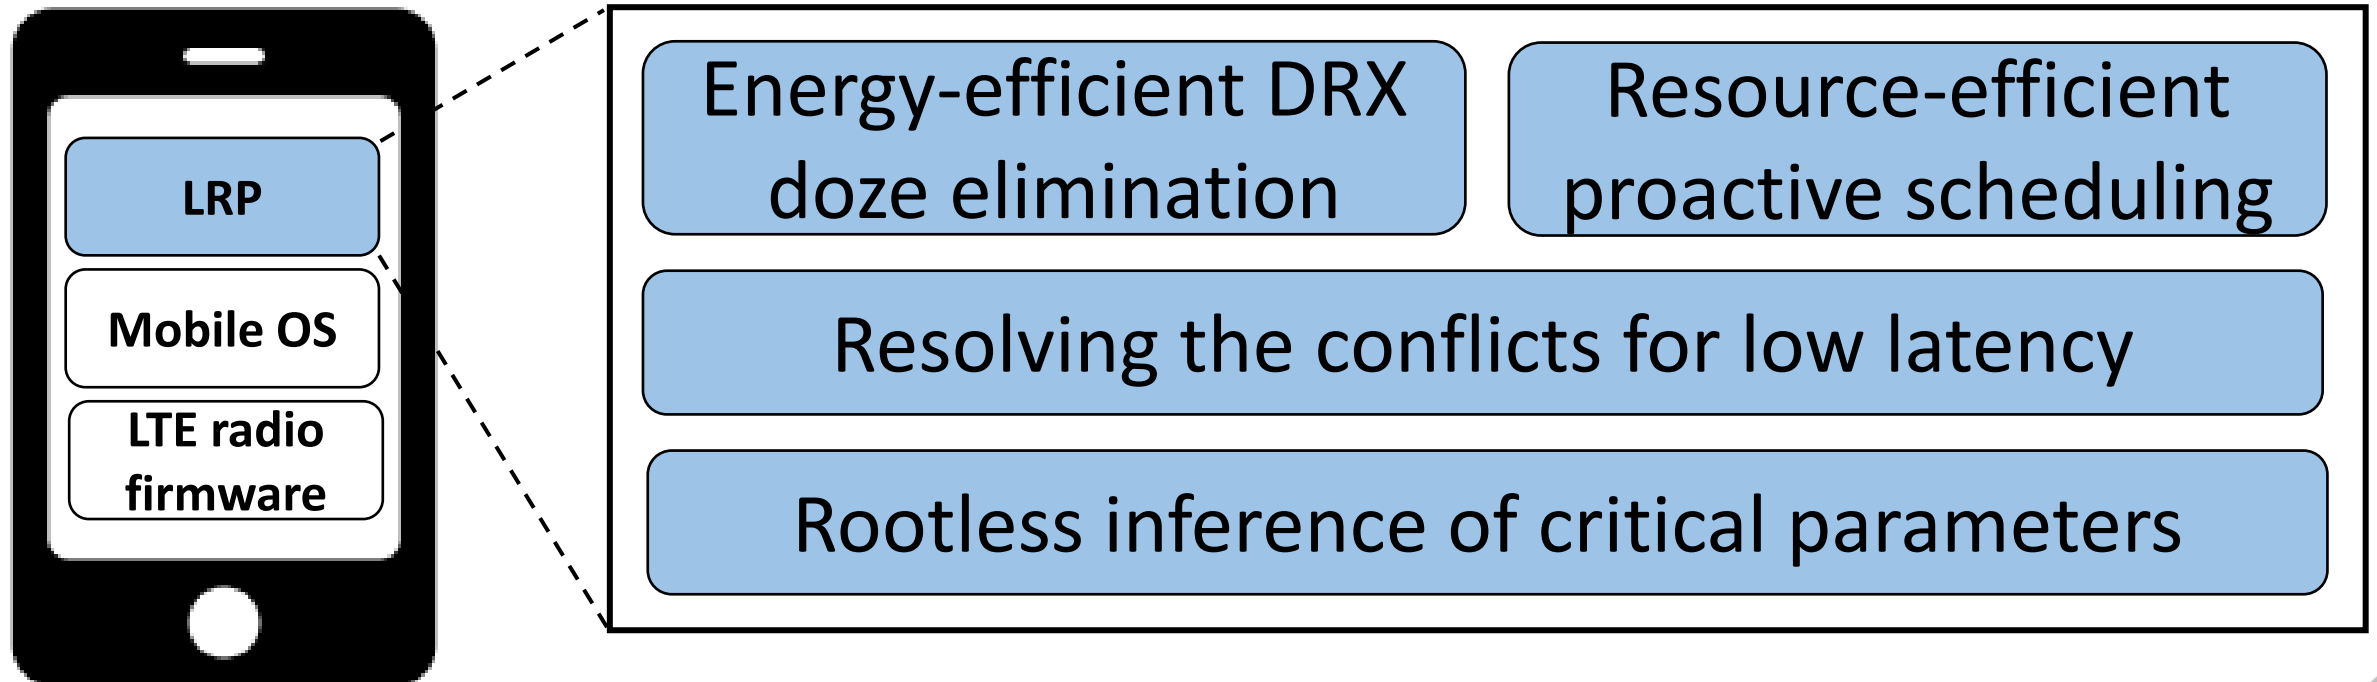 LRP
Mobile OS
LTE radio
firmware
Energy-efficient DRX
doze elimination
Resource-efficient
proactive scheduling
Resolving the conflicts for low latency
Rootless inference of critical parameters